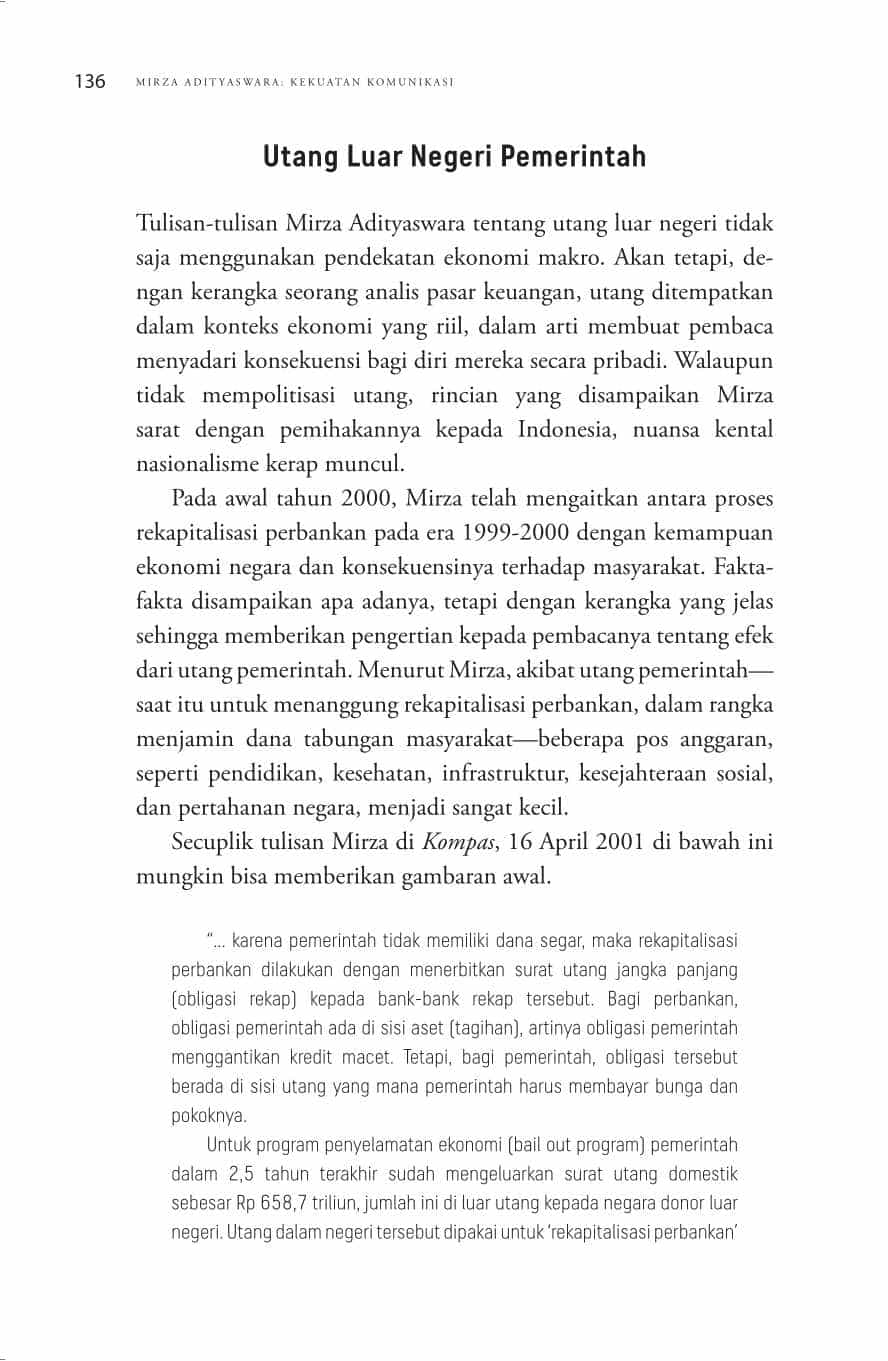 136 MIRZA ADITYASWARA: KEKUATAN KOMUNIKASI
Utang Luar Negeri Pemerintah
Tulisan-tulisan Mirza Adityaswara tentang utang luar negeri tidak
saja menggunakan pendekatan ekonomi makro. Akan tetapi, de-
ngan kerangka seorang analis pasar keuangan, utang ditempatkan
dalam konteks ekonomi yang riil, dalam arti membuat pembaca
menyadari konsekuensi bagi diri mereka secara pribadi. Walaupun
tidak mempolitisasi utang, rincian yang disampaikan Mirza
sarat dengan pemihakannya kepada Indonesia, nuansa kental
nasionalisme kerap muncul.
Pada awal tahun 2000, Mirza telah mengaitkan antara proses
rekapitalisasi perbankan pada era 1999-2000 dengan kemampuan
ekonomi negara dan konsekuensinya terhadap masyarakat. Fakta-
fakta disampaikan apa adanya, tetapi dengan kerangka yang jelas
sehingga memberikan pengertian kepada pembacanya tentang efek
dari utang pemerintah. Menurut Mirza, akibat utang pemerintah—
saat itu untuk menanggung rekapitalisasi perbankan, dalam rangka
menjamin dana tabungan masyarakat—beberapa pos anggaran,
seperti pendidikan, kesehatan, infrastruktur, kesejahteraan sosial,
dan pertahanan negara, menjadi sangat kecil.
Secuplik tulisan Mirza di Kompas, 16 April 2001 di bawah ini
mungkin bisa memberikan gambaran awal.
“... karena pemerintah tidak memiliki dana segar, maka rekapitalisasi
perbankan dilakukan dengan menerbitkan surat utang jangka panjang
(obligasi rekap) kepada bank-bank rekap tersebut. Bagi perbankan,
obligasi pemerintah ada di sisi aset (tagihan), artinya obligasi pemerintah
menggantikan kredit macet. Tetapi, bagi pemerintah, obligasi tersebut
berada di sisi utang yang mana pemerintah harus membayar bunga dan
pokoknya.
Untuk program penyelamatan ekonomi (bail out program) pemerintah
dalam 2,5 tahun terakhir sudah mengeluarkan surat utang domestik
sebesar Rp 658,7 triliun, jumlah ini di luar utang kepada negara donor luar
negeri. Utang dalam negeri tersebut dipakai untuk ‘rekapitalisasi perbankan’